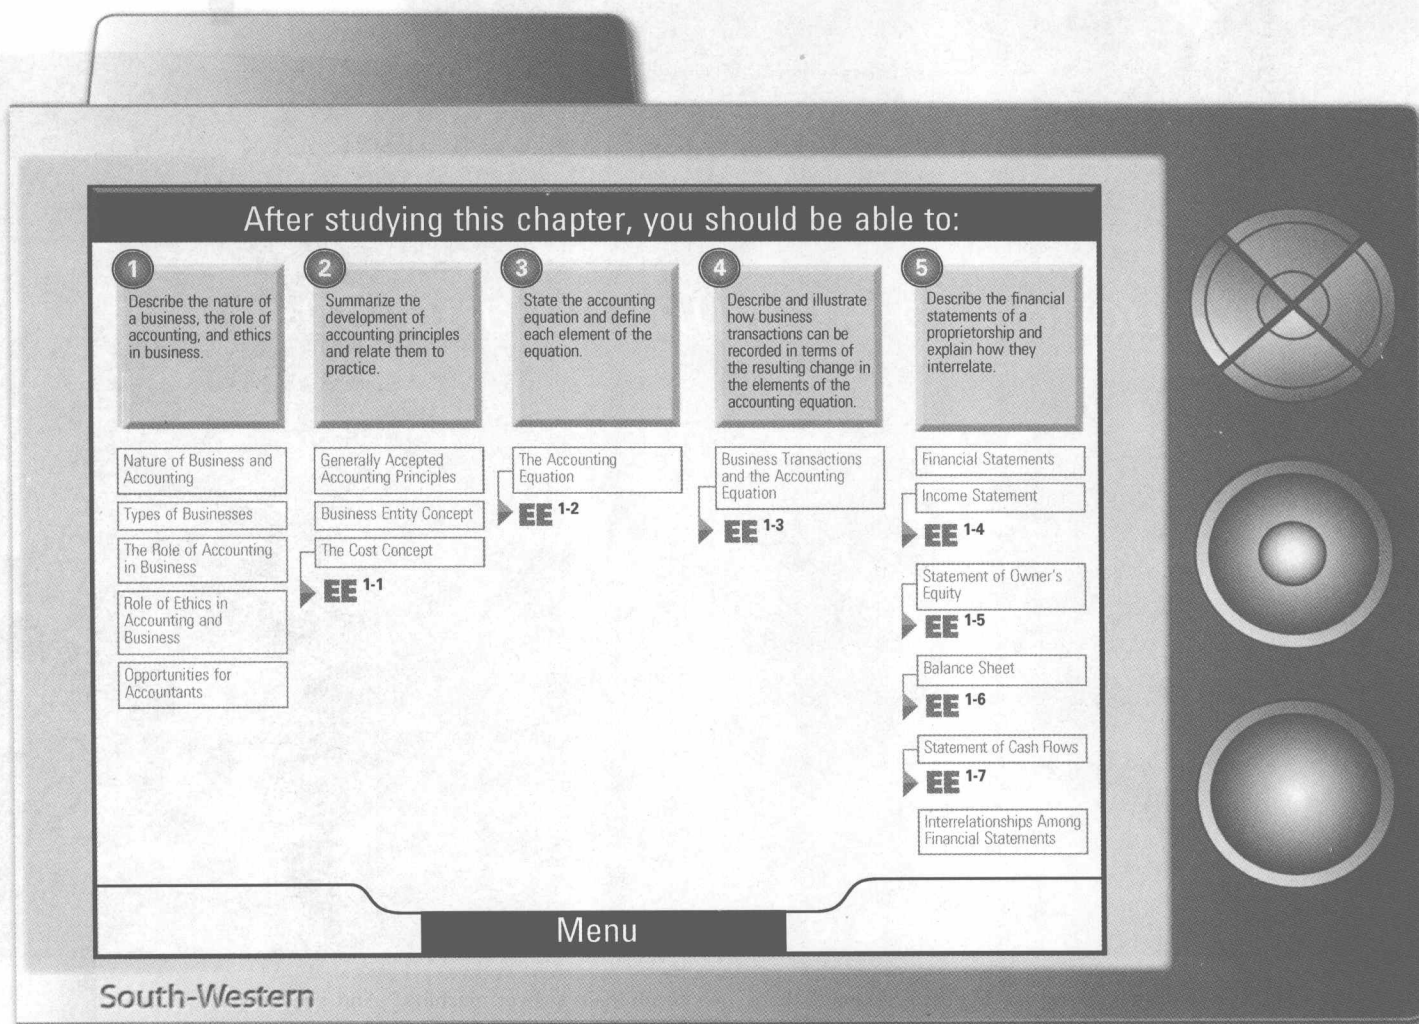 After studying this chapter, you should be able to:
1
Describe the nature of
a business, the role of
accounting, and ethics
in business.
Nature of Business and
Accounting
Types of Businesses
The Role of Accounting
in Business
Role of Ethics in
Accounting and
Business
Opportunities for
Accountants
2
Summarize the
development of
accounting principles
and relate them to
practice.
Generally Accepted
Accounting Principles
Business Entity Concept
The Cost Concept
EE 1-1
3
State the accounting
equation and define
each element of the
equation.
The Accounting
Equation
EE 1-2
4
Describe and illustrate
how business
transactions can be
recorded in terms of
the resulting change in
the elements of the
accounting equation.
Business Transactions
and the Accounting
Equation
EE 1-3
5
Describe the financial
statements of a
proprietorship and
explain how they
interrelate.
Financial Statements
Income Statement
EE 1-4
Statement of Owner's
Equity
EE 1-5
Balance Sheet
EE 1-6
Statement of Cash Flows
EE 1-7
Interrelationships Among
Financial Statements
Menu
South-Western